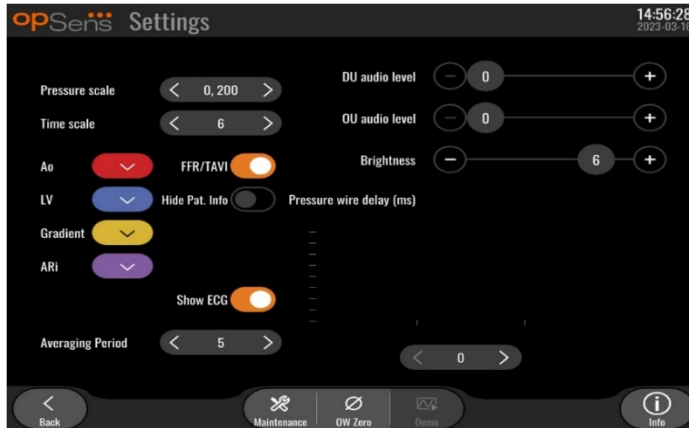 opSens Settings
14:56:28
2023-03-16
Pressure scale
0, 200
Time scale
6
Ao
FFR/TAVI
LV
Hide Pat. Info
Gradient
ARi
Show ECG
Averaging Period
5
DU audio level
0
OU audio level
0
Brightness
6
Pressure wire delay (ms)
0
Back
Maintenance
OW Zero
Demo
Info